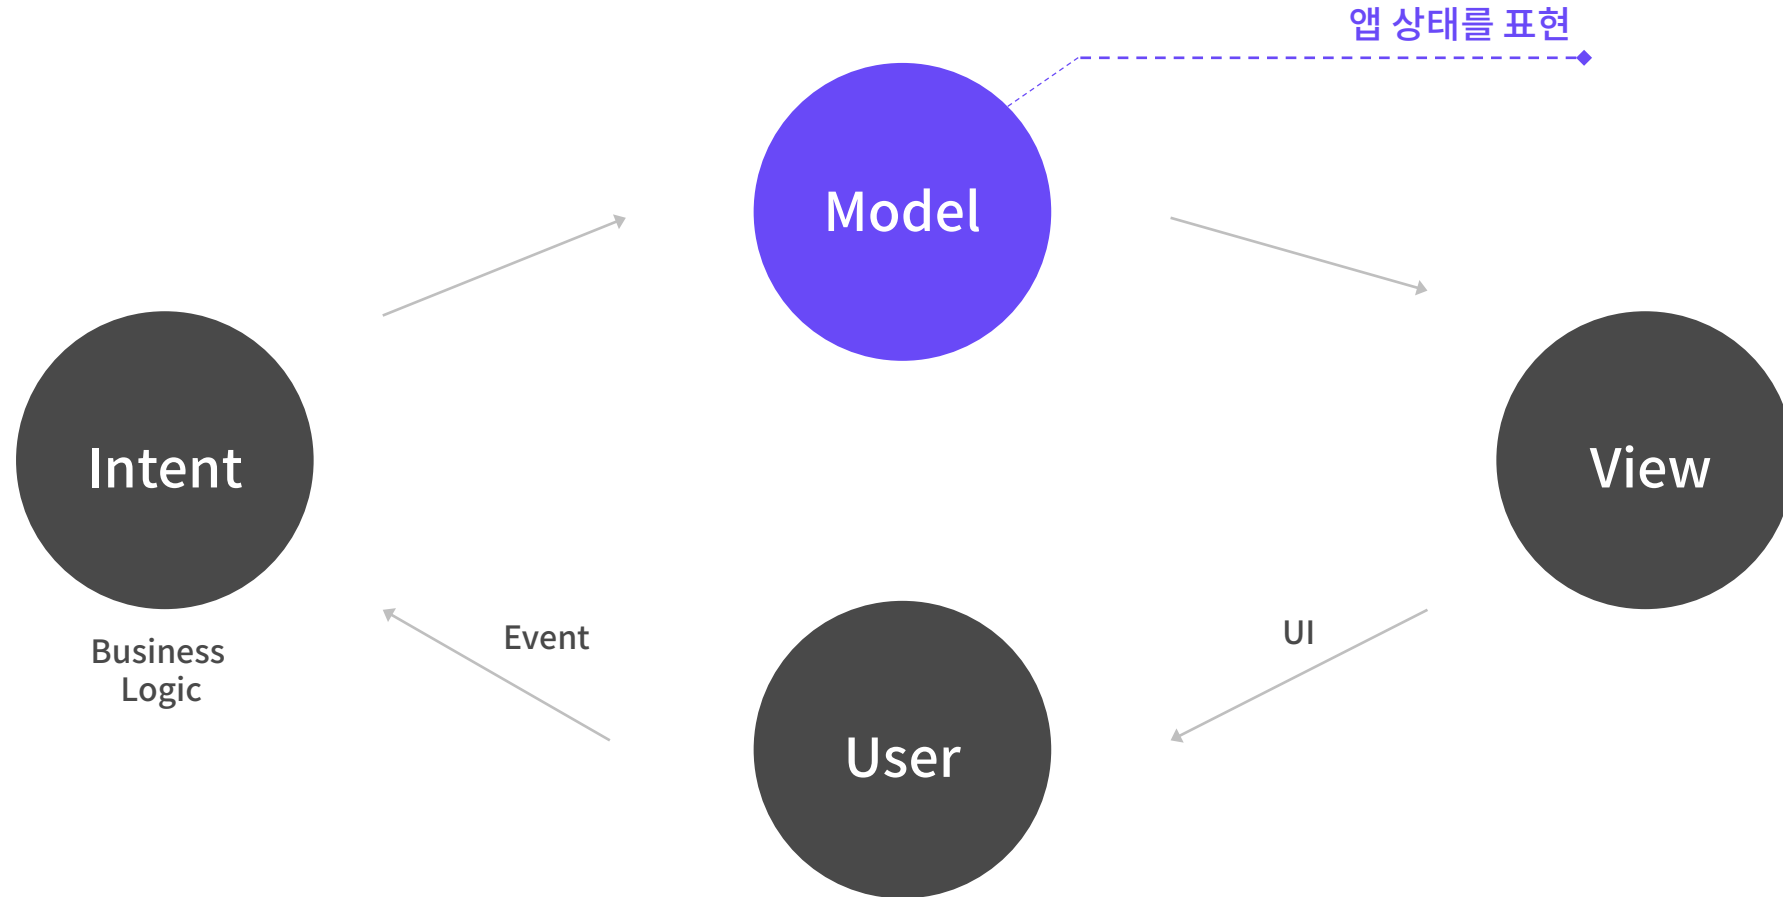 앱 상태를 표현
Model
Intent
View
Business
Logic
Event
UI
User